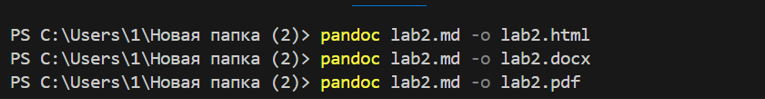 PS C:\Users\1\Новая папка (2)> pandoc lab2.md -o lab2.html
PS C:\Users\1\Новая папка (2)> pandoc lab2.md -o lab2.docx
PS C:\Users\1\Новая папка (2)> pandoc lab2.md -o lab2.pdf